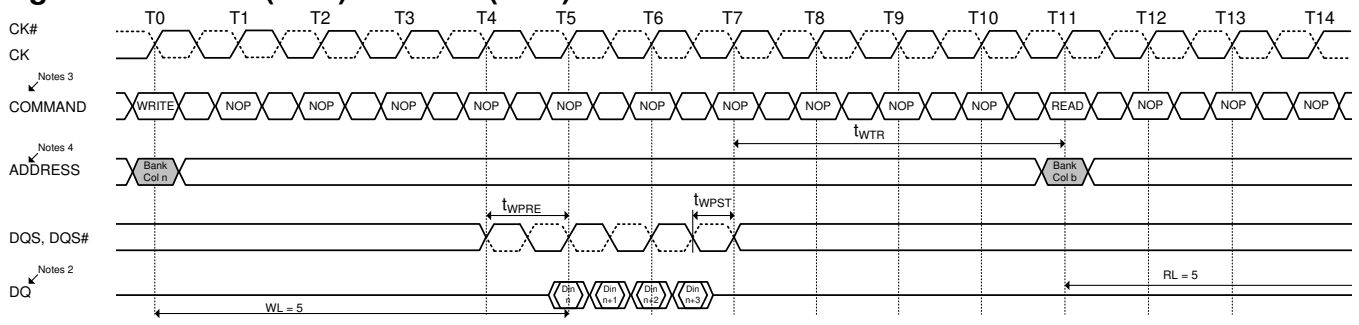 T0 T1 T2 T3 T4 T5 T6 T7 T8 T9 T10 T11 T12 T13 T14
CK#
CK
Notes 3
COMMAND
WRITE NOP NOP NOP NOP NOP NOP NOP NOP NOP NOP READ NOP NOP NOP
tWTR
Notes 4
ADDRESS
Bank
Col n
Bank
Col b
tWPRE
tWPST
DQS, DQS#
Notes 2
DQ
Din
n
Din
n+1
Din
n+2
Din
n+3
WL = 5
RL = 5